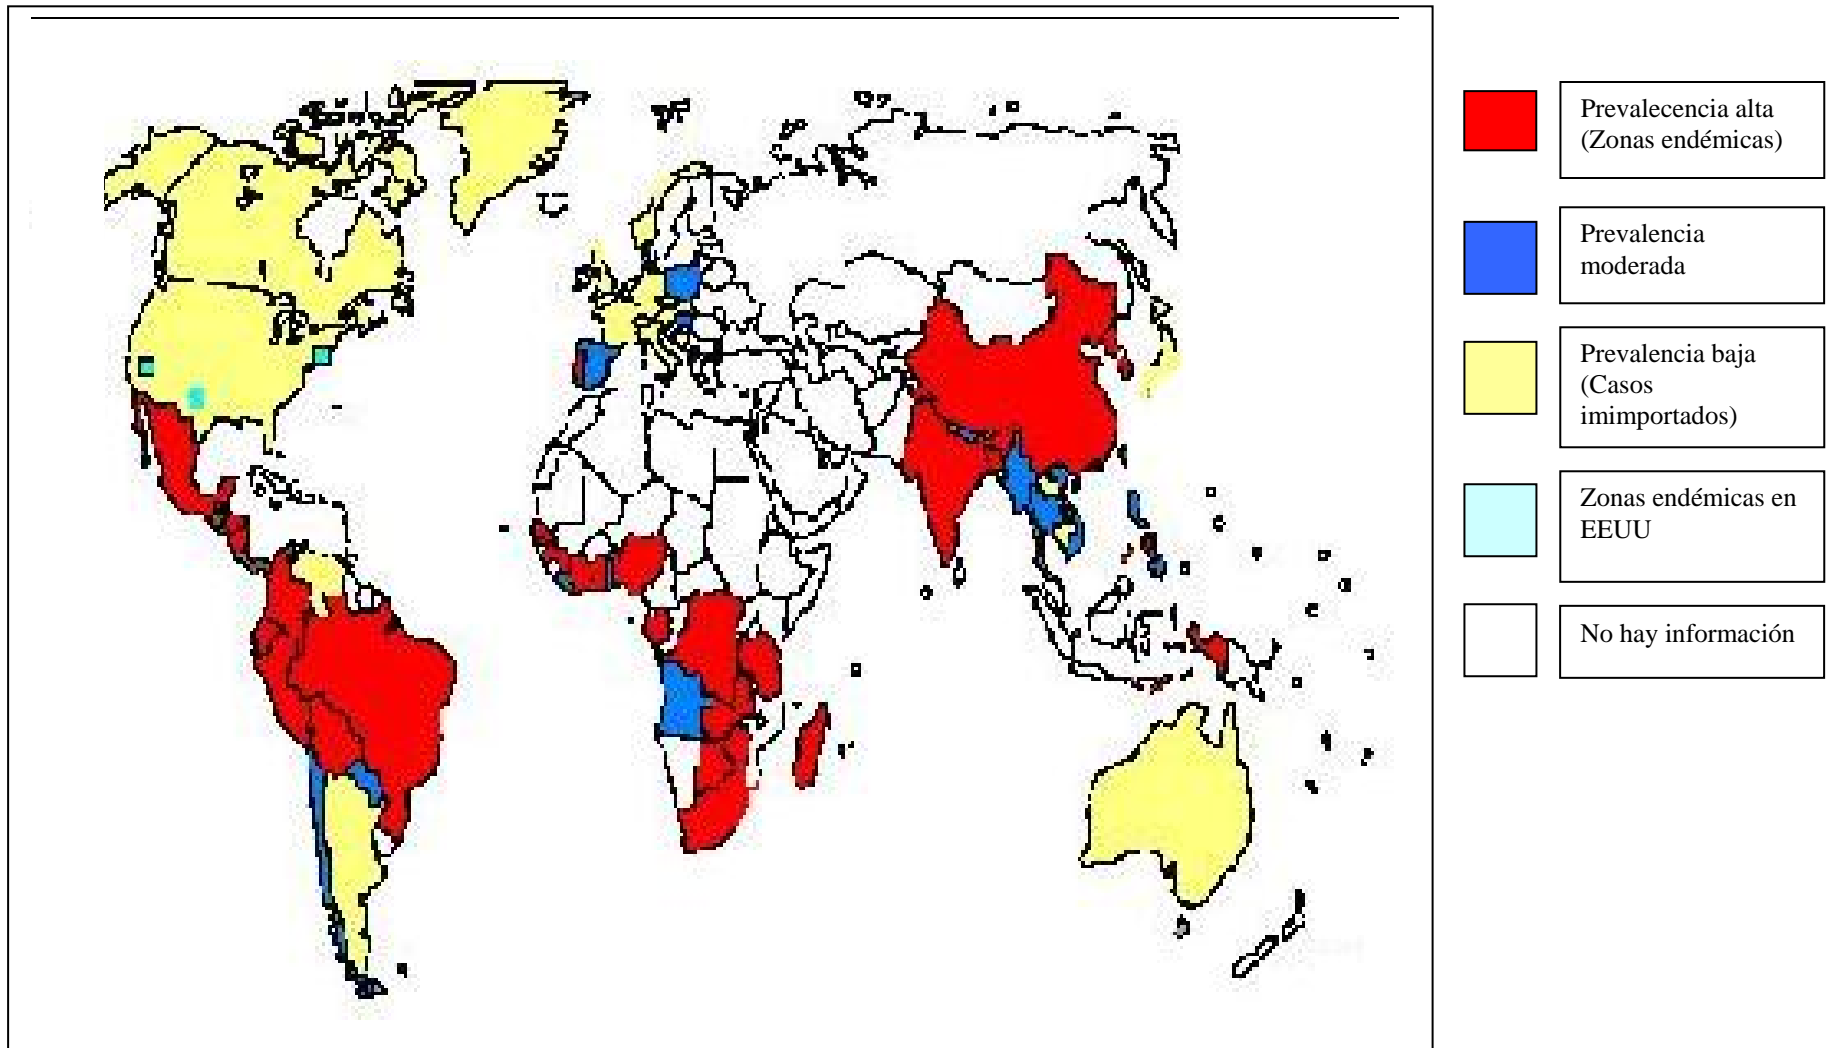 Prevalecencia alta
(Zonas endémicas)
Prevalencia
moderada
Prevalencia baja
(Casos
imimportados)
Zonas endémicas en
EEUU
No hay información